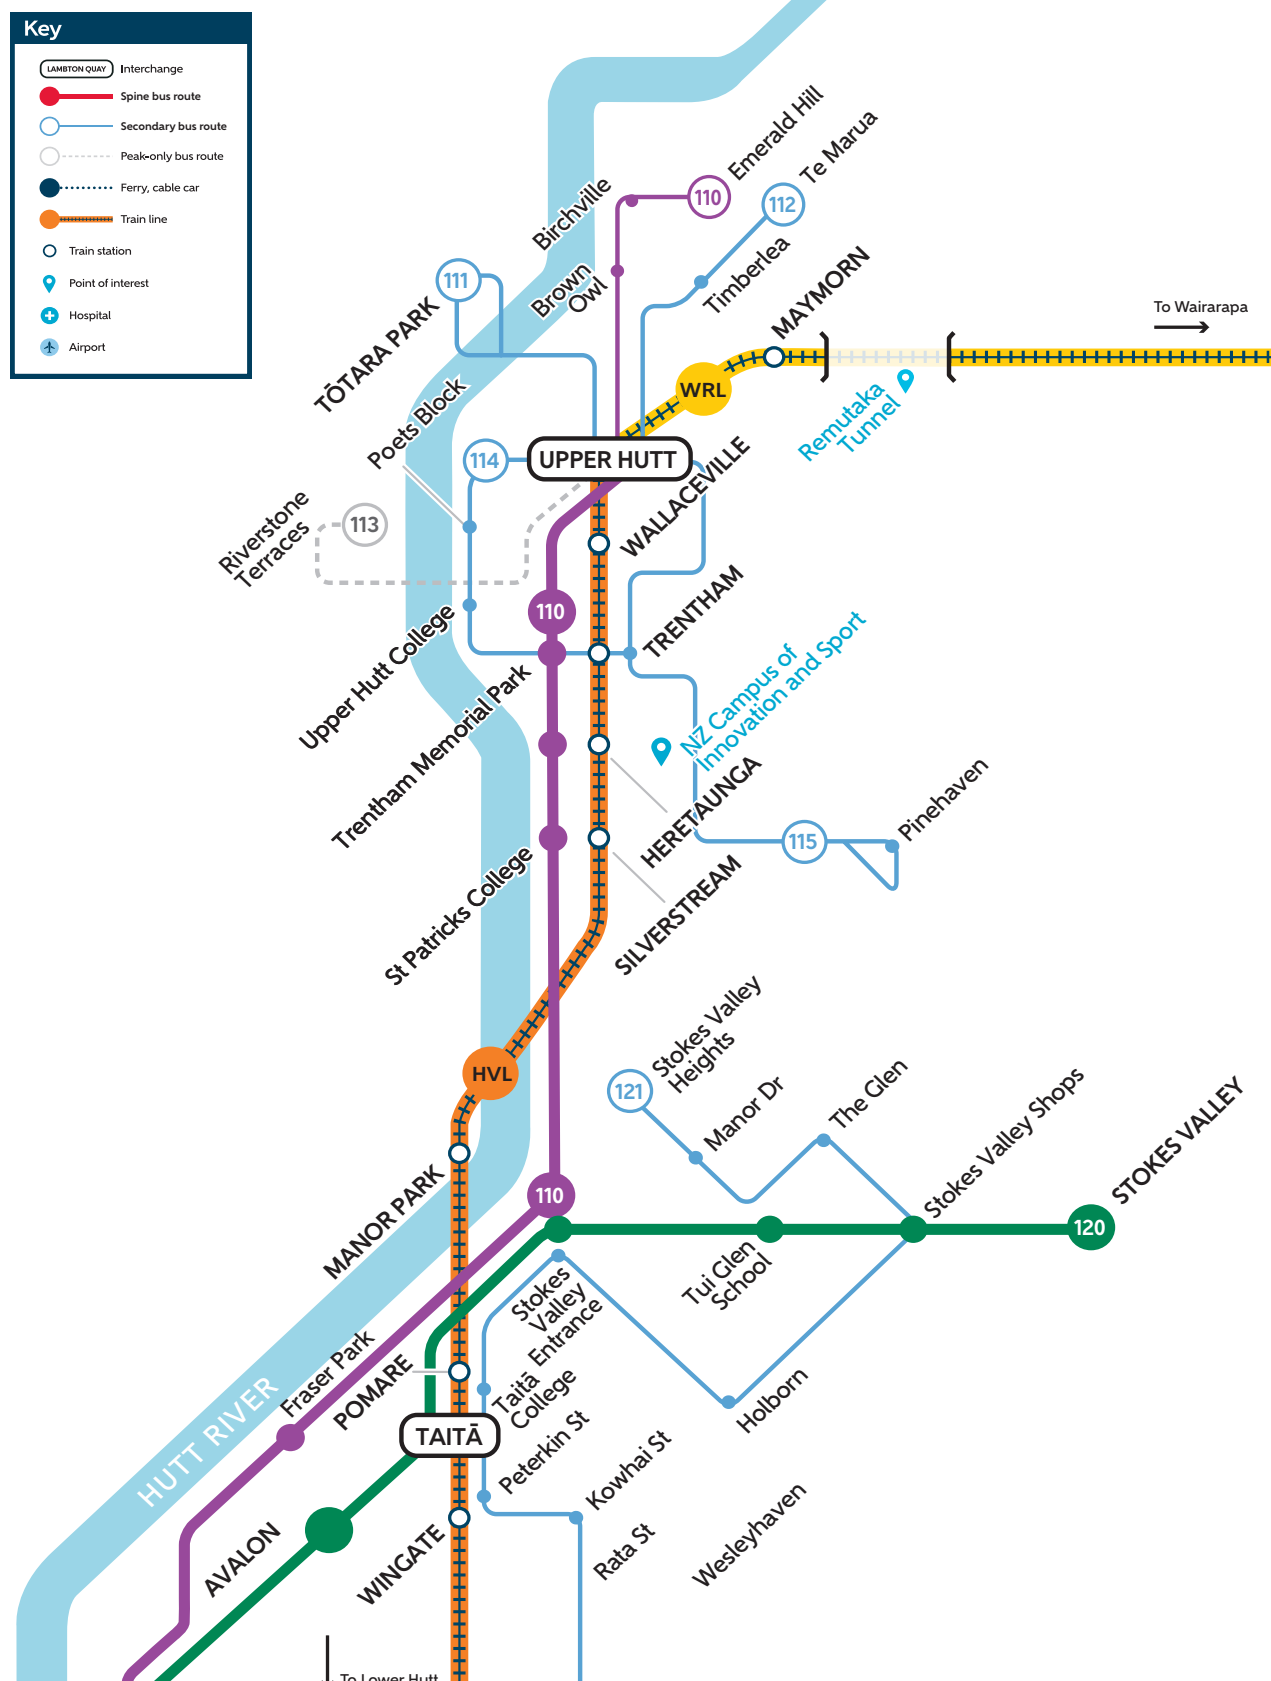 Key
LAMBTON QUAY
Interchange
Spine bus route
Secondary bus route
Peak-only bus route
Ferry, cable car
Train line
Train station
Point of interest
Hospital
Airport
Emerald Hill
110
Te Marua
112
Birchville
Brown
Owl
Timberlea
111
TŌTARA PARK
MAYMORN
To Wairarapa
WRL
Remutaka
Tunnel
Poets Block
114
UPPER HUTT
WALLACEVILLE
Riverstone
Terraces
113
110
TRENTHAM
Upper Hutt College
NZ Campus of
Innovation and Sport
Trentham Memorial Park
HERETAUNGA
115
Pinehaven
St Patricks College
SILVERSTREAM
HVL
Stokes Valley
Heights
121
Manor Dr
The Glen
Stokes Valley Shops
STOKES VALLEY
MANOR PARK
110
120
Tui Glen
School
Stokes
Valley
Entrance
HUTT RIVER
Fraser Park
POMARE
Taitā
College
Holborn
TAITĀ
Peterkin St
Kowhai St
AVALON
WINGATE
Rata St
Wesleyhaven
To Lower Hutt